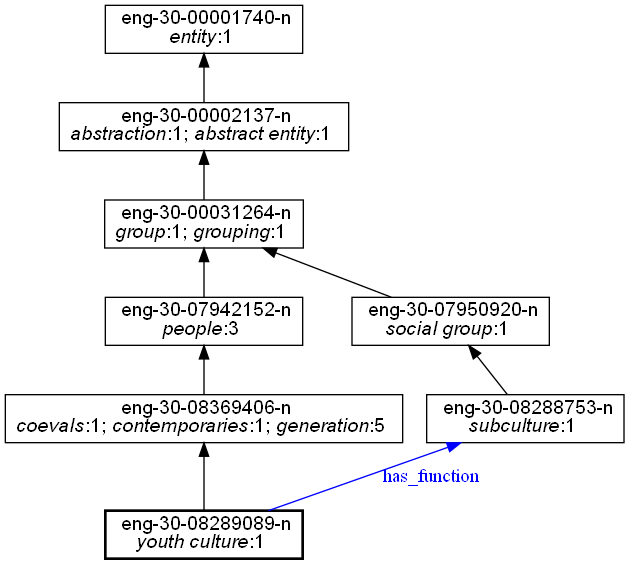 eng-30-00001740-n
entity:1
eng-30-00002137-n
abstraction:1; abstract entity:1
eng-30-00031264-n
group:1; grouping:1
eng-30-07942152-n
people:3
eng-30-07950920-n
social group:1
eng-30-08369406-n
coevals:1; contemporaries:1; generation:5
eng-30-08288753-n
subculture:1
has_function
eng-30-08289089-n
youth culture:1